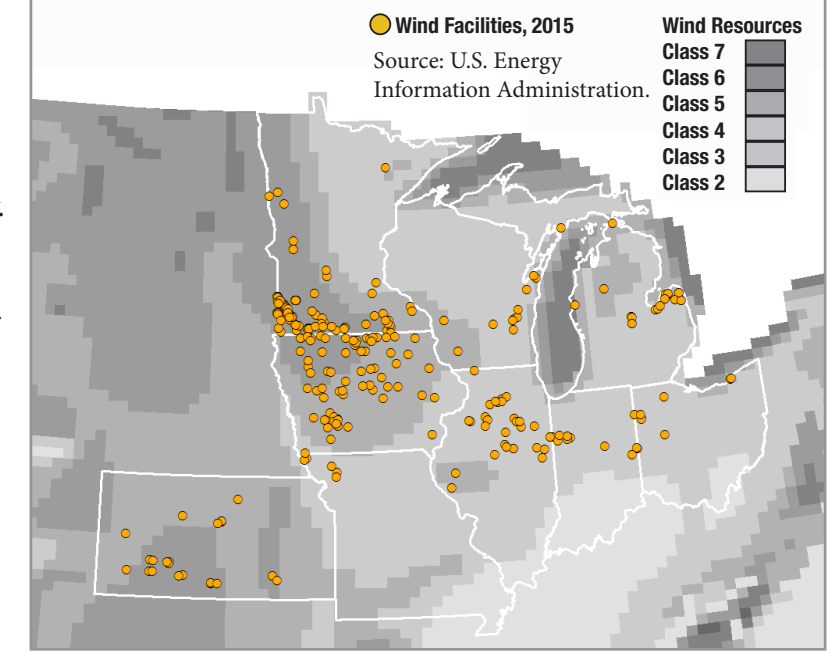 Wind Facilities, 2015
Source: U.S. Energy
Information Administration.
Wind Resources
Class 7
Class 6
Class 5
Class 4
Class 3
Class 2